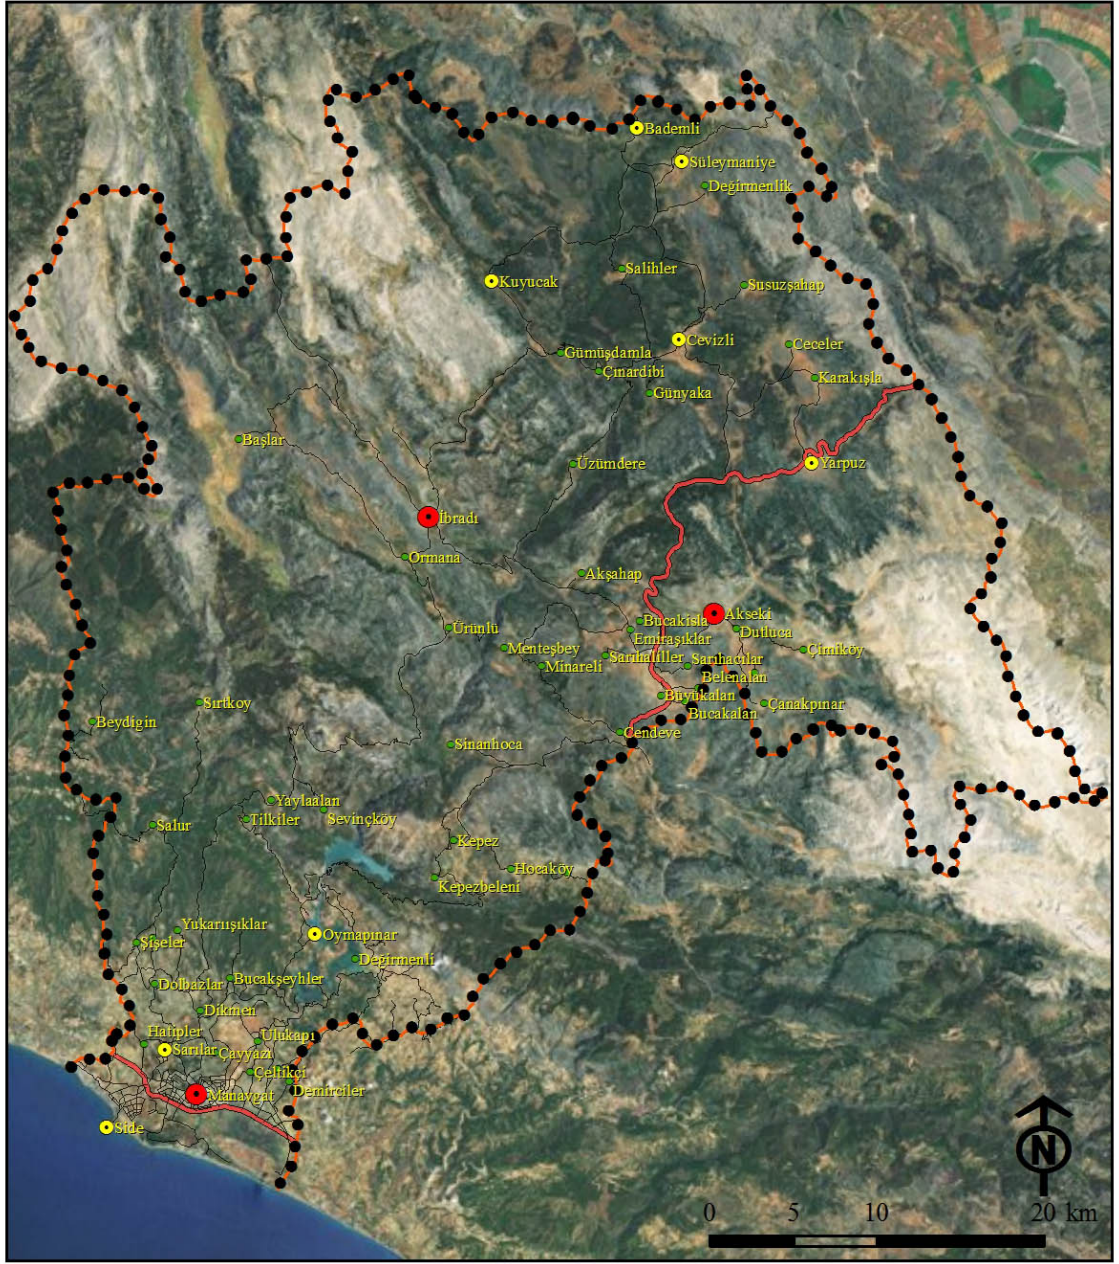 Bademli
Süleymaniye
Değirmenlik
Salihler
Kuyucak
Susuzşahap
Cevizli
Ceceler
Gümüşdamla
Çınardibi
Karakışla
Günyaka
Başlar
Üzümdere
Yarpuz
İbradı
Ormana
Akşahap
Akseki
Bucakısla
Ürünlü
Dutluca
Emiraşıklar
Menteşbey
Çimiköy
Sarıhaliller
Sarıhacılar
Minareli
Belenalan
Büyükalan
Sırtkoy
Çanakpınar
Bucakalan
Beydigin
Cendeve
Sinanhoca
Yaylaalan
Tilkiler
Sevinçköy
Salur
Kepez
Hocaköy
Kepezbeleni
Yukarıışıklar
Oymapınar
Şişeler
Değirmenli
Bucakşeyhler
Dolbazlar
Dikmen
Hatipler
Ulukapı
Sarılar
Çavyazı
Çeltikçi
Demirciler
Manavgat
Side
N
0 5 10 20 km